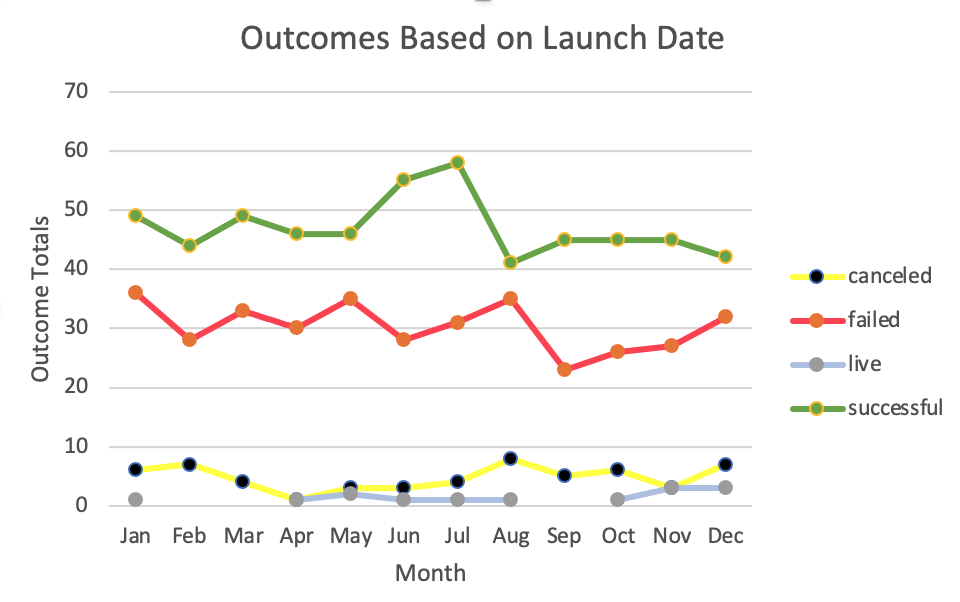 Outcomes Based on Launch Date
70
60
50
40
30
20
10
0
Outcome Totals
Jan Feb Mar Apr May Jun Jul Aug Sep Oct Nov Dec
Month
canceled
failed
live
successful